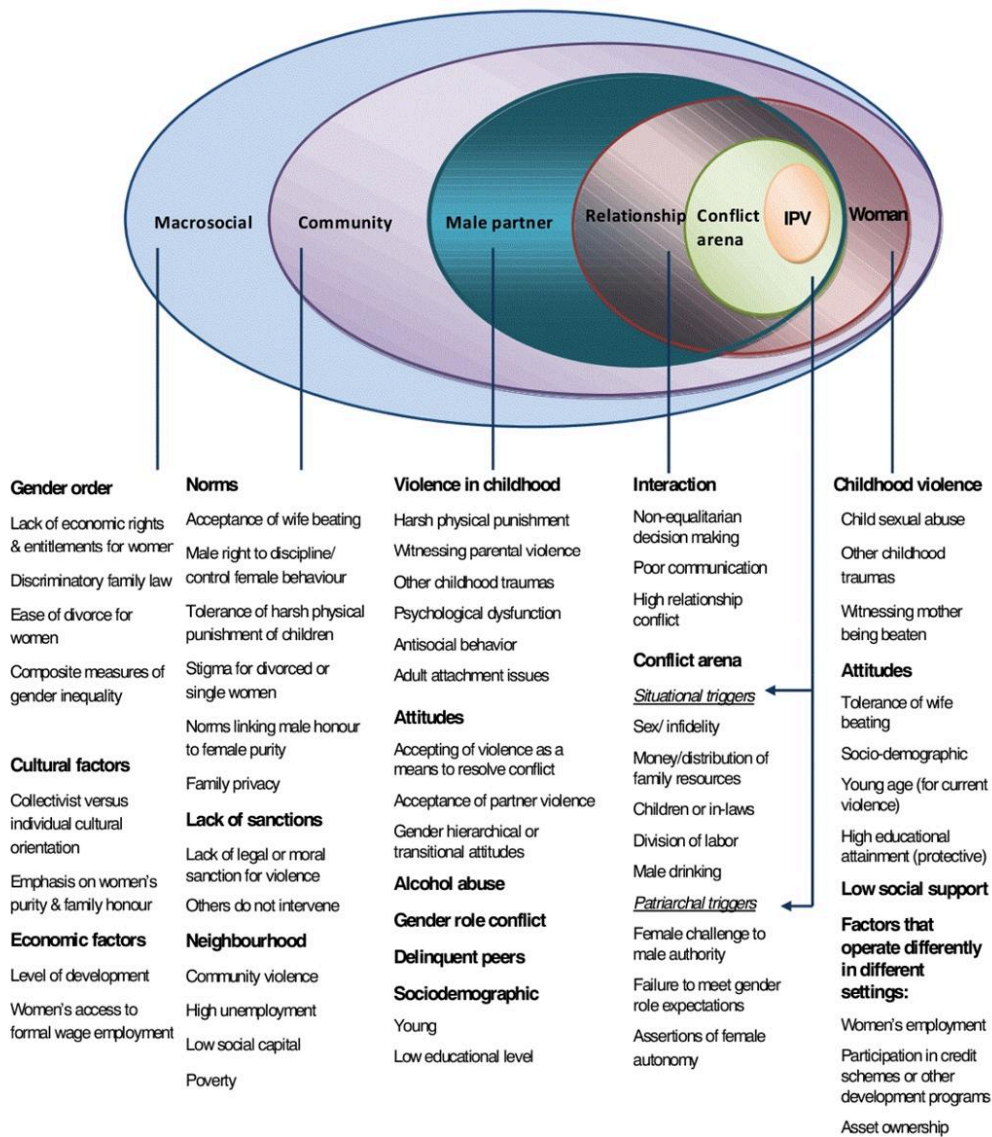 Macrosocial
Community
Male partner
Relationship
Conflict
arena
IPV
Woman
Gender order
Lack of economic rights
& entitlements for women
Discriminatory family law
Ease of divorce for
women
Composite measures of
gender inequality
Cultural factors
Collectivist versus
individual cultural
orientation
Emphasis on women's
purity & family honour
Economic factors
Level of development
Women's access to
formal wage employment
Norms
Acceptance of wife beating
Male right to discipline/
control female behaviour
Tolerance of harsh physical
punishment of children
Stigma for divorced or
single women
Norms linking male honour
to female purity
Family privacy
Lack of sanctions
Lack of legal or moral
sanction for violence
Others do not intervene
Neighbourhood
Community violence
High unemployment
Low social capital
Poverty
Violence in childhood
Harsh physical punishment
Witnessing parental violence
Other childhood traumas
Psychological dysfunction
Antisocial behavior
Adult attachment issues
Attitudes
Accepting of violence as a
means to resolve conflict
Acceptance of partner violence
Gender hierarchical or
transitional attitudes
Alcohol abuse
Gender role conflict
Delinquent peers
Sociodemographic
Young
Low educational level
Interaction
Non-equalitarian
decision making
Poor communication
High relationship
conflict
Conflict arena
Situational triggers
Sex/ infidelity
Money/distribution of
family resources
Children or in-laws
Division of labor
Male drinking
Patriarchal triggers
Female challenge to
male authority
Failure to meet gender
role expectations
Assertions of female
autonomy
Childhood violence
Child sexual abuse
Other childhood
traumas
Witnessing mother
being beaten
Attitudes
Tolerance of wife
beating
Socio-demographic
Young age (for current
violence)
High educational
attainment (protective)
Low social support
Factors that
operate differently
in different
settings:
Women's employment
Participation in credit
schemes or other
development programs
Asset ownership